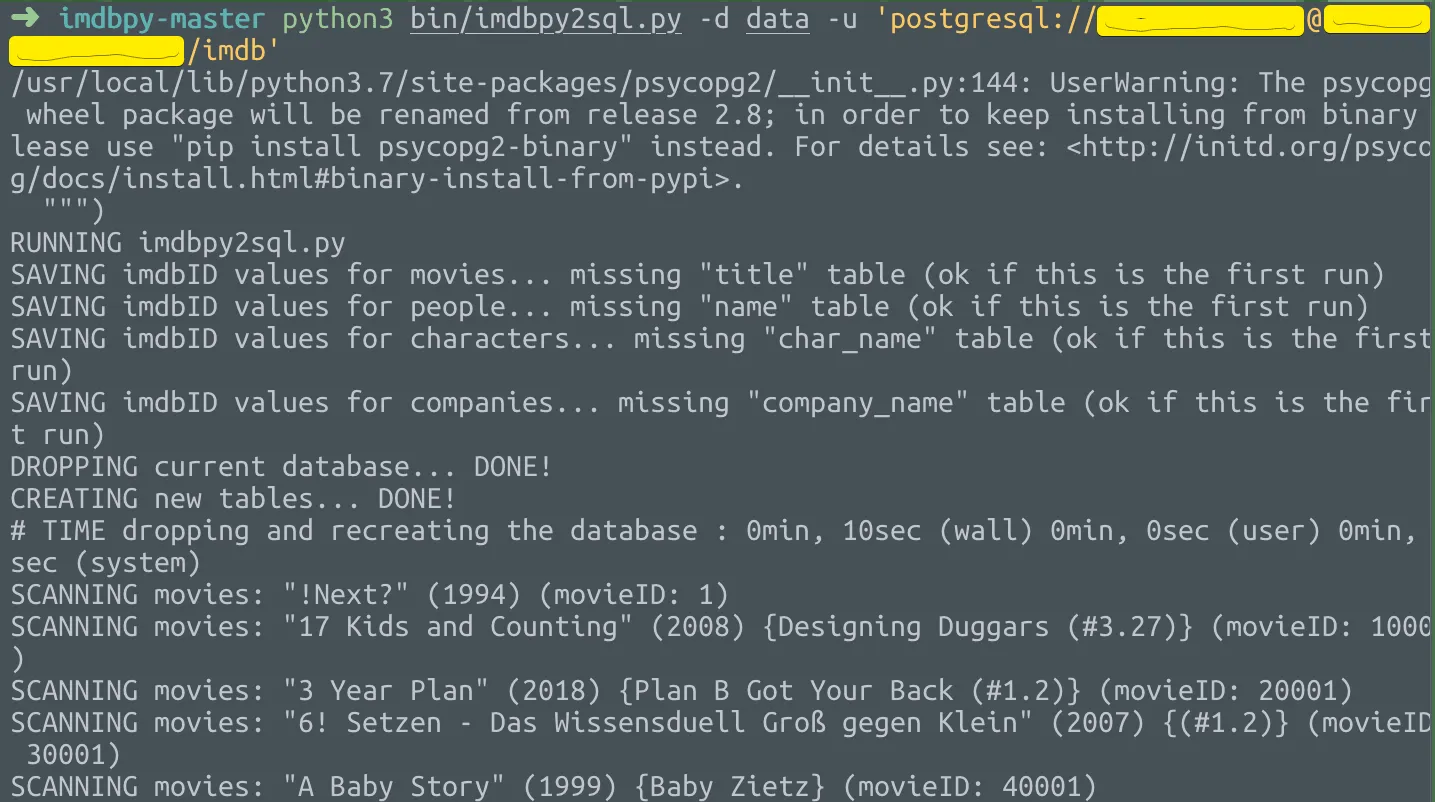 ➜ imdbpy-master python3 bin/imdbpy2sql.py -d data -u 'postgresql://@
/imdb'
/usr/local/lib/python3.7/site-packages/psycopg2/__init__.py:144: UserWarning: The psycopg
wheel package will be renamed from release 2.8; in order to keep installing from binary
lease use "pip install psycopg2-binary" instead. For details see: <http://initd.org/psyco
g/docs/install.html#binary-install-from-pypi>.
""")
RUNNING imdbpy2sql.py
SAVING imdbID values for movies... missing "title" table (ok if this is the first run)
SAVING imdbID values for people... missing "name" table (ok if this is the first run)
SAVING imdbID values for characters... missing "char_name" table (ok if this is the first
run)
SAVING imdbID values for companies... missing "company_name" table (ok if this is the fir
t run)
DROPPING current database... DONE!
CREATING new tables... DONE!
# TIME dropping and recreating the database : 0min, 10sec (wall) 0min, 0sec (user) 0min,
sec (system)
SCANNING movies: "!Next?" (1994) (movieID: 1)
SCANNING movies: "17 Kids and Counting" (2008) {Designing Duggars (#3.27)} (movieID: 1000
)
SCANNING movies: "3 Year Plan" (2018) {Plan B Got Your Back (#1.2)} (movieID: 20001)
SCANNING movies: "6! Setzen - Das Wissensduell Groß gegen Klein" (2007) {(#1.2)} (movieID
30001)
SCANNING movies: "A Baby Story" (1999) {Baby Zietz} (movieID: 40001)